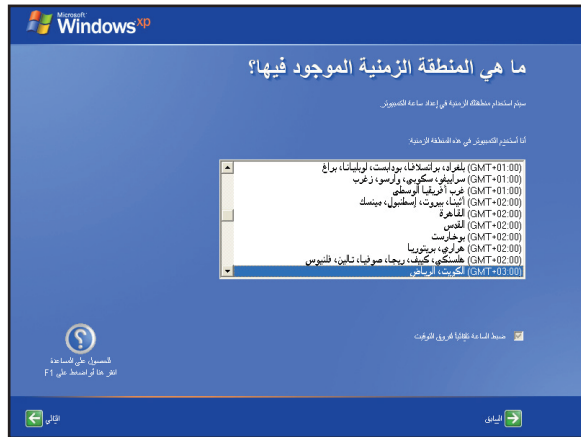 Microsoft
Windows xp
ما هي المنطقة الزمنية الموجود فيها؟
سيتم استخدام منطقتك الزمنية في إعداد ساعة الكمبيوتر.
أنا أستخدم الكمبيوتر في هذه المنطقة الزمنية:
(GMT+01:00) بلغراد، براتسلافا، بودابست، لوبليانا، براغ
(GMT+01:00) سراييفو، سكوبي، وارسو، زغرب
(GMT+01:00) غرب أفريقيا الوسطى
(GMT+02:00) أثينا، بيروت، إسطنبول، مينسك
(GMT+02:00) القاهرة
(GMT+02:00) القدس
(GMT+02:00) بوخارست
(GMT+02:00) هراري، بريتوريا
(GMT+02:00) هلسنكي، كييف، ريجا، صوفيا، تالين، فلنيوس
(GMT+03:00) الكويت، الرياض
ضبط الساعة تلقائياً لفروق التوقيت
للحصول على المساعدة
انقر هنا أو اضغط على F1
السابق
التالي